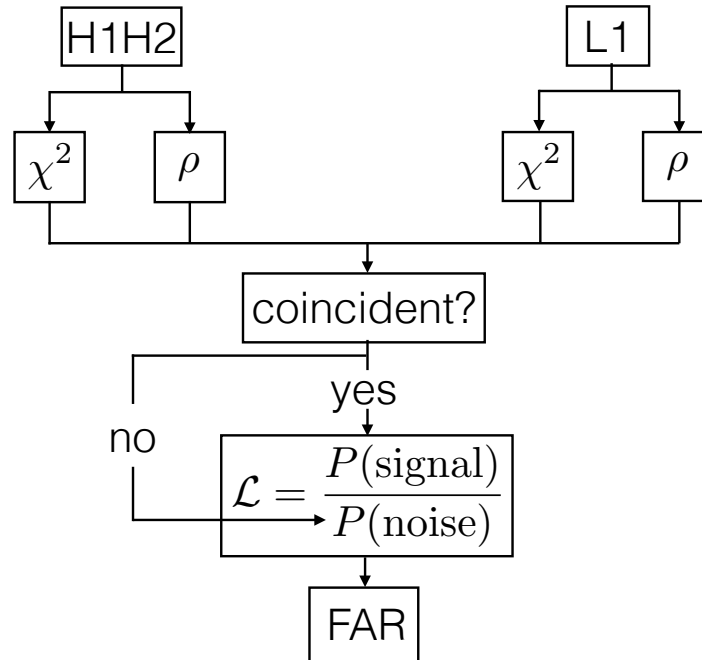 H1H2 L1
χ² ρ χ² ρ
coincident?
yes
no
ℒ = P(signal) / P(noise)
FAR